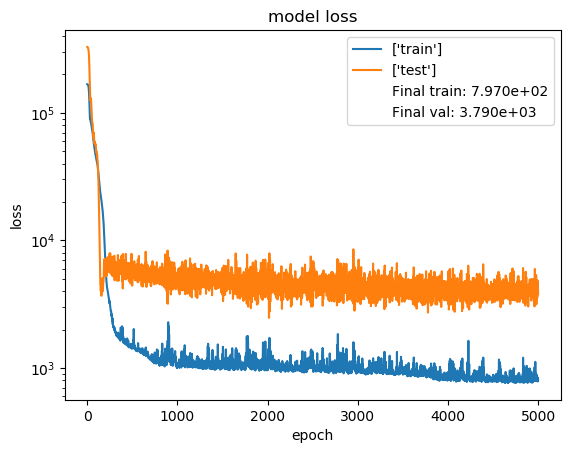 model loss
['train']
['test']
Final train: 7.970e+02
Final val: 3.790e+03
10^5
10^4
10^3
loss
0 1000 2000 3000 4000 5000
epoch